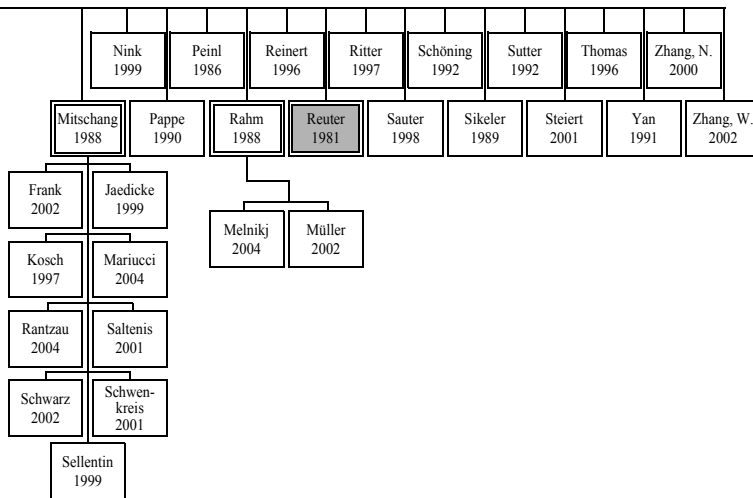 Nink
1999
Peinl
1986
Reinert
1996
Ritter
1997
Schöning
1992
Sutter
1992
Thomas
1996
Zhang, N.
2000
Mitschang
1988
Pappe
1990
Rahm
1988
Reuter
1981
Sauter
1998
Sikeler
1989
Steiert
2001
Yan
1991
Zhang, W.
2002
Frank
2002
Jaedicke
1999
Melnikj
2004
Müller
2002
Kosch
1997
Mariucci
2004
Rantzau
2004
Saltenis
2001
Schwarz
2002
Schwen-
kreis
2001
Sellentin
1999